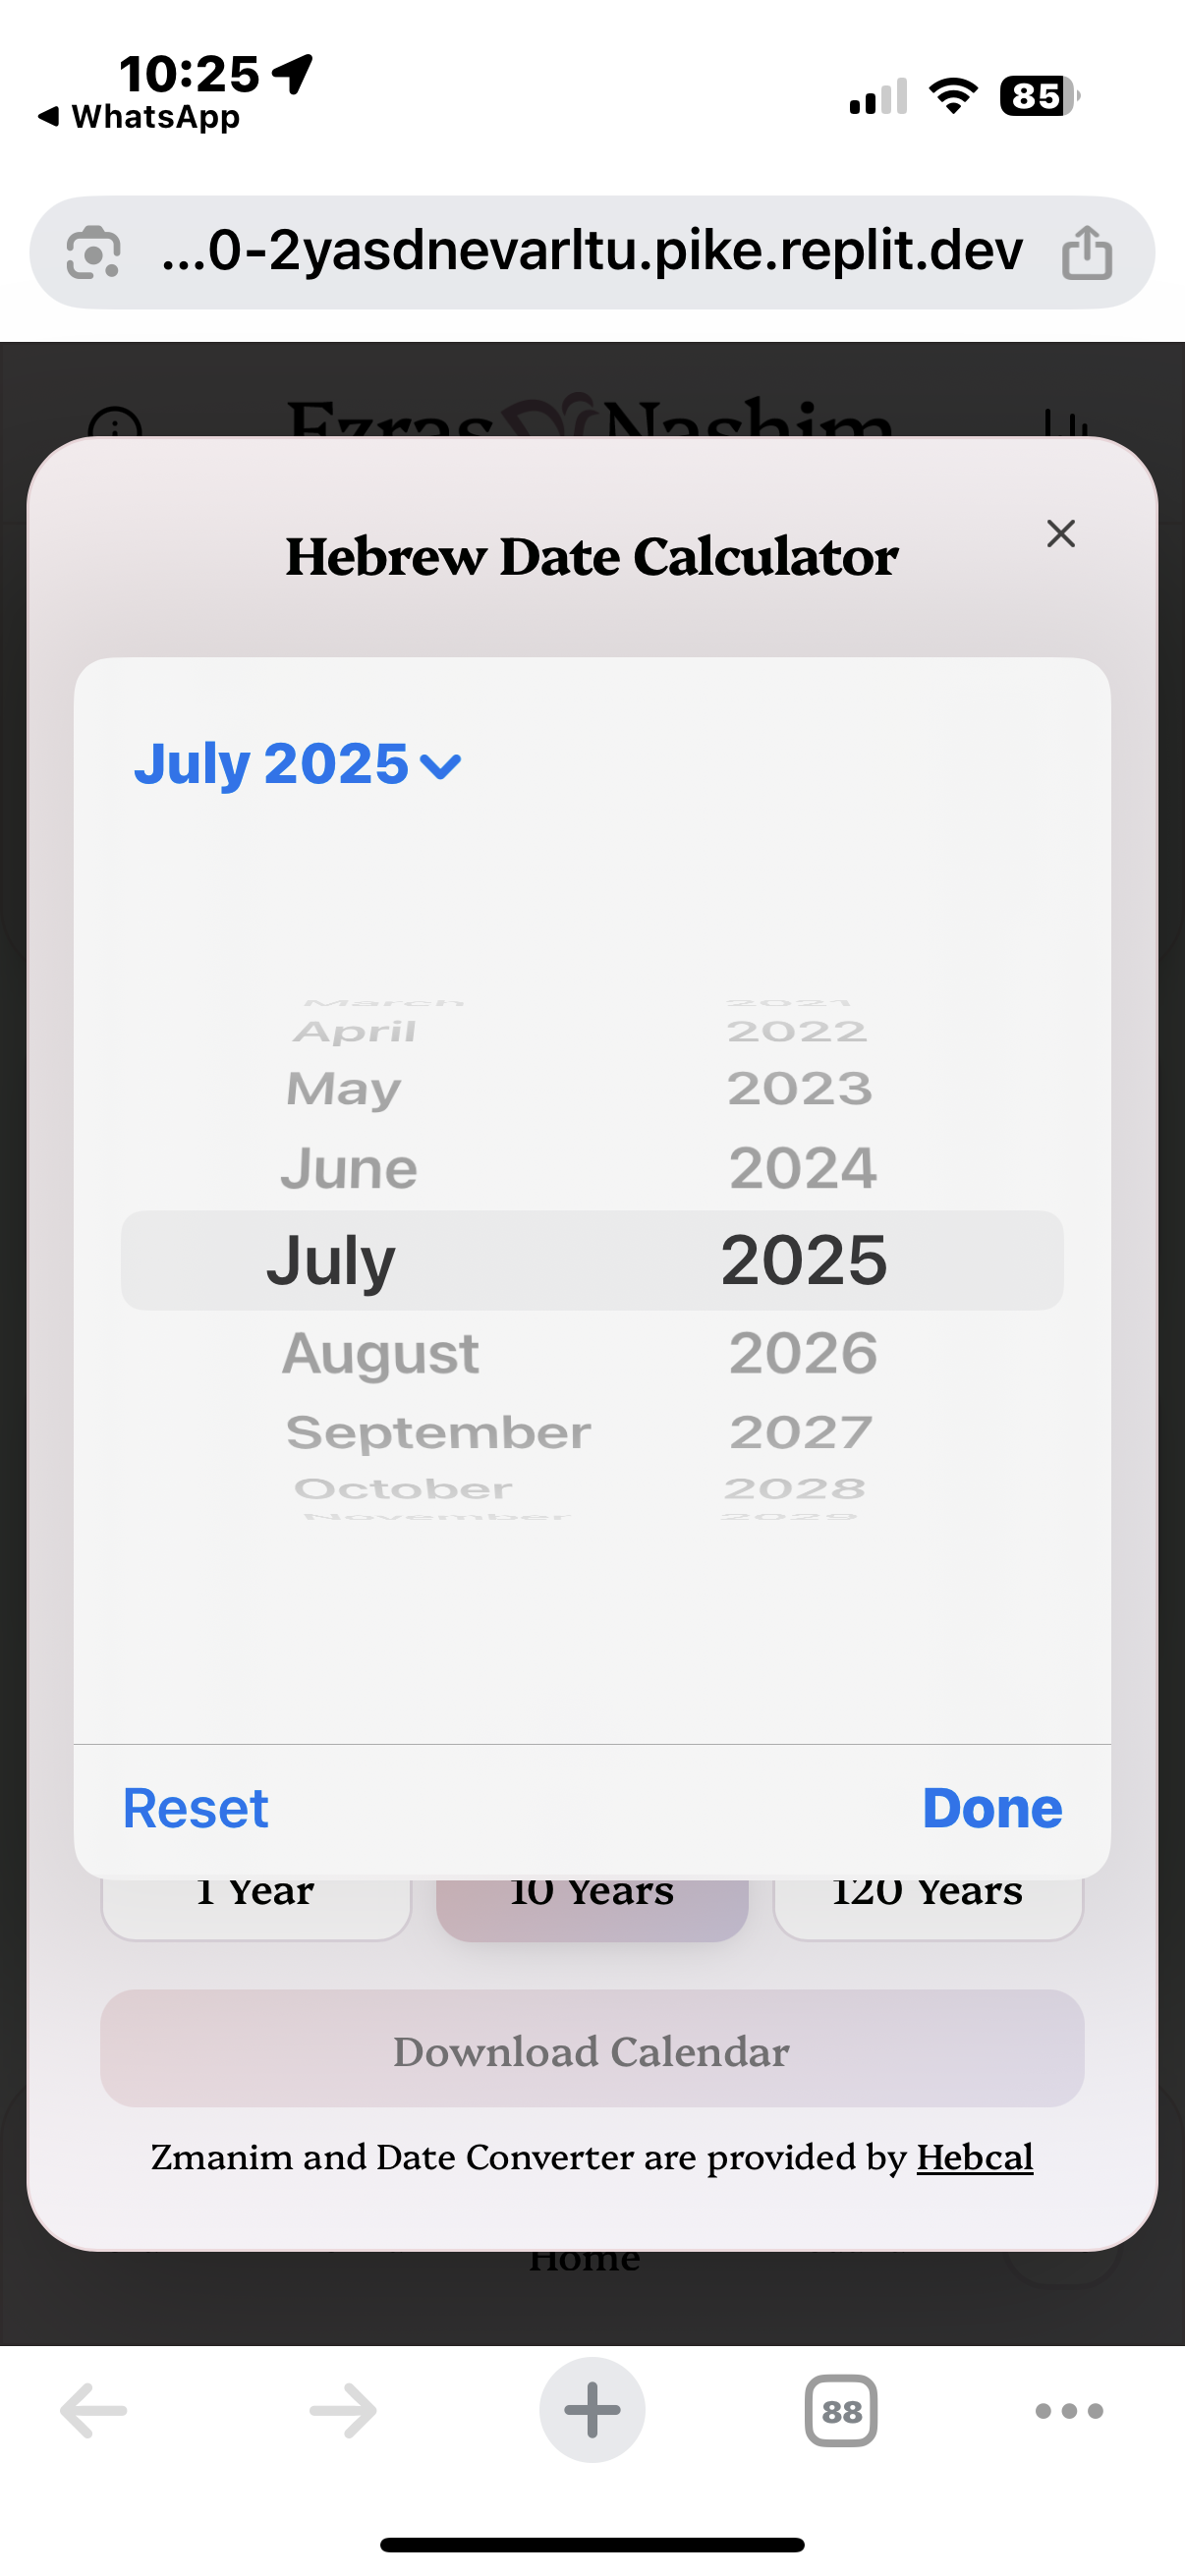 10:25
WhatsApp
85
...0-2yasdnevarltu.pike.replit.dev
Ezras Nashim
Hebrew Date Calculator
July 2025
March 2021
April 2022
May 2023
June 2024
July 2025
August 2026
September 2027
October 2028
November 2029
Reset Done
1 Year 10 Years 120 Years
Download Calendar
Zmanim and Date Converter are provided by Hebcal
Home
88